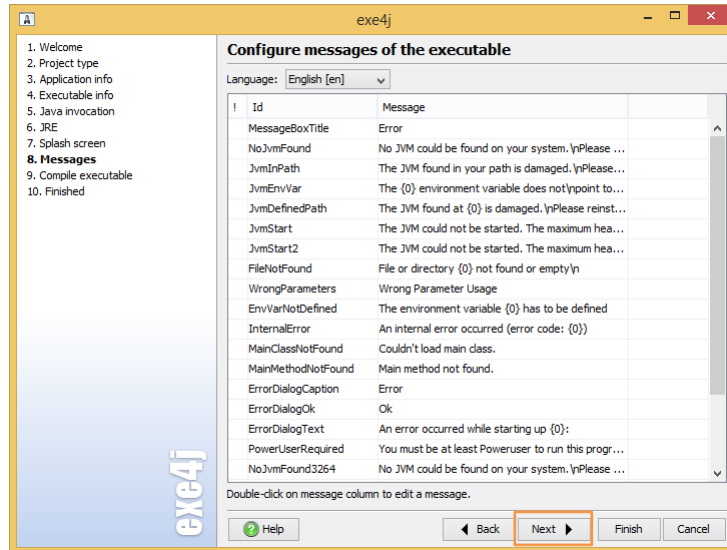 exe4j
1. Welcome
2. Project type
3. Application info
4. Executable info
5. Java invocation
6. JRE
7. Splash screen
8. Messages
9. Compile executable
10. Finished
exe4j
Configure messages of the executable
Language: English [en]
! Id Message
MessageBoxTitle Error
NoJvmFound No JVM could be found on your system.\nPlease ...
JvmInPath The JVM found in your path is damaged.\nPlease...
JvmEnvVar The {0} environment variable does not\npoint to...
JvmDefinedPath The JVM found at {0} is damaged.\nPlease reinst...
JvmStart The JVM could not be started. The maximum hea...
JvmStart2 The JVM could not be started. The maximum hea...
FileNotFound File or directory {0} not found or empty\n
WrongParameters Wrong Parameter Usage
EnvVarNotDefined The environment variable {0} has to be defined
InternalError An internal error occurred (error code: {0})
MainClassNotFound Couldn't load main class.
MainMethodNotFound Main method not found.
ErrorDialogCaption Error
ErrorDialogOk Ok
ErrorDialogText An error occurred while starting up {0}:
PowerUserRequired You must be at least Poweruser to run this progr...
NoJvmFound3264 No JVM could be found on your system.\nPlease ...
Double-click on message column to edit a message.
Help Back Next Finish Cancel